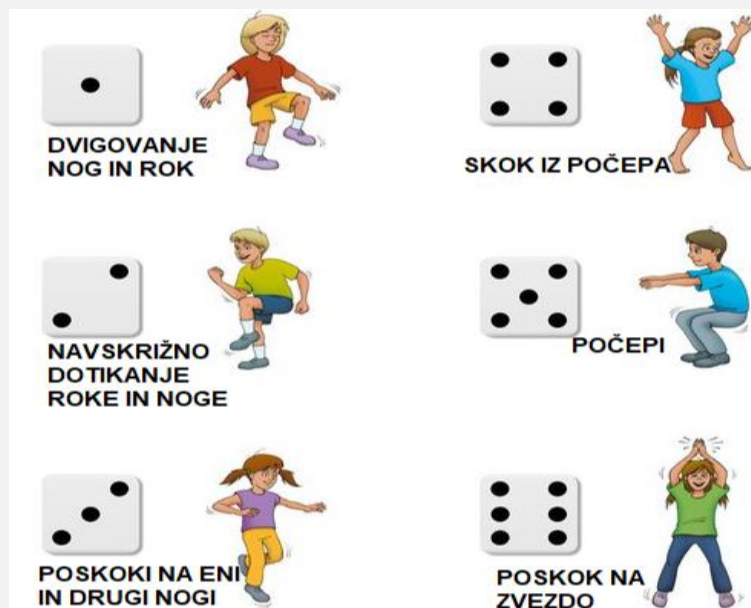 DVIGOVANJE
NOG IN ROK
SKOK IZ POČEPA
NAVSKRIŽNO
DOTIKANJE
ROKE IN NOGE
POČEPI
POSKOKI NA ENI
IN DRUGI NOGI
POSKOK NA
ZVEZDO